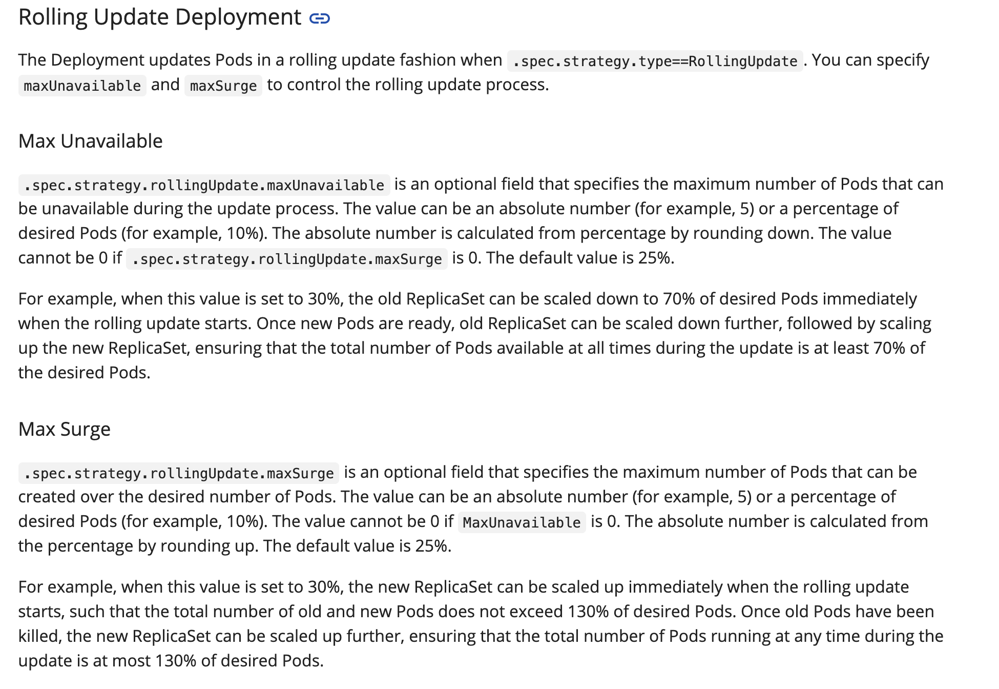 Rolling Update Deployment
The Deployment updates Pods in a rolling update fashion when .spec.strategy.type==RollingUpdate. You can specify
maxUnavailable and maxSurge to control the rolling update process.
Max Unavailable
.spec.strategy.rollingUpdate.maxUnavailable is an optional field that specifies the maximum number of Pods that can
be unavailable during the update process. The value can be an absolute number (for example, 5) or a percentage of
desired Pods (for example, 10%). The absolute number is calculated from percentage by rounding down. The value
cannot be 0 if .spec.strategy.rollingUpdate.maxSurge is 0. The default value is 25%.
For example, when this value is set to 30%, the old ReplicaSet can be scaled down to 70% of desired Pods immediately
when the rolling update starts. Once new Pods are ready, old ReplicaSet can be scaled down further, followed by scaling
up the new ReplicaSet, ensuring that the total number of Pods available at all times during the update is at least 70% of
the desired Pods.
Max Surge
.spec.strategy.rollingUpdate.maxSurge is an optional field that specifies the maximum number of Pods that can be
created over the desired number of Pods. The value can be an absolute number (for example, 5) or a percentage of
desired Pods (for example, 10%). The value cannot be 0 if MaxUnavailable is 0. The absolute number is calculated from
the percentage by rounding up. The default value is 25%.
For example, when this value is set to 30%, the new ReplicaSet can be scaled up immediately when the rolling update
starts, such that the total number of old and new Pods does not exceed 130% of desired Pods. Once old Pods have been
killed, the new ReplicaSet can be scaled up further, ensuring that the total number of Pods running at any time during the
update is at most 130% of desired Pods.